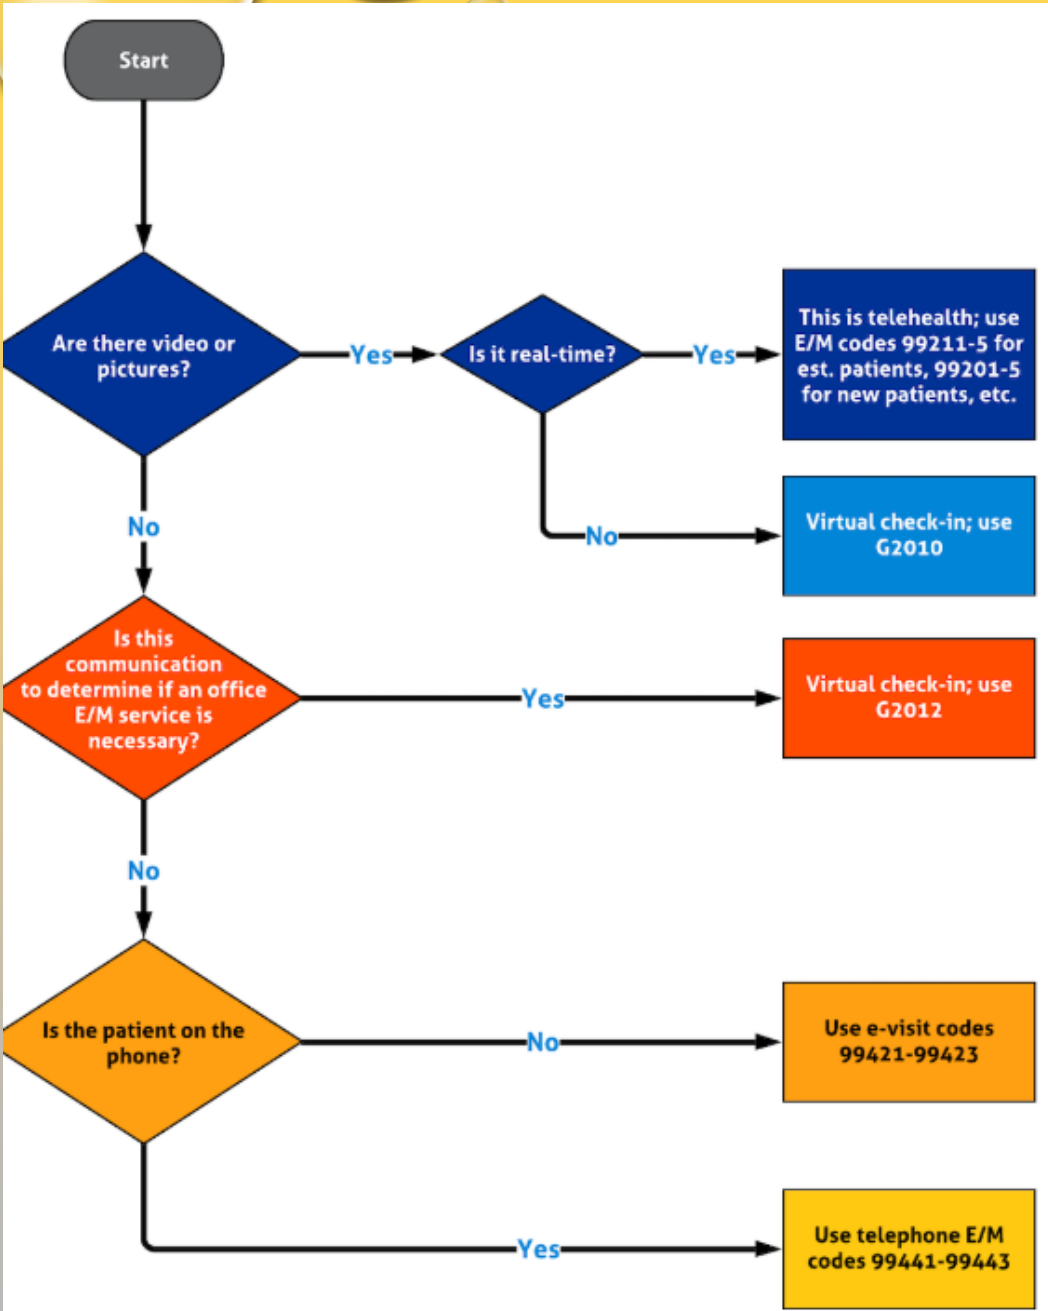 Start
Are there video or
pictures?
Yes
Is it real-time?
Yes
This is telehealth; use
E/M codes 99211-5 for
est. patients, 99201-5
for new patients, etc.
No
No
Virtual check-in; use
G2010
Is this
communication
to determine if an office
E/M service is
necessary?
Yes
Virtual check-in; use
G2012
No
Is the patient on the
phone?
No
Use e-visit codes
99421-99423
Yes
Use telephone E/M
codes 99441-99443